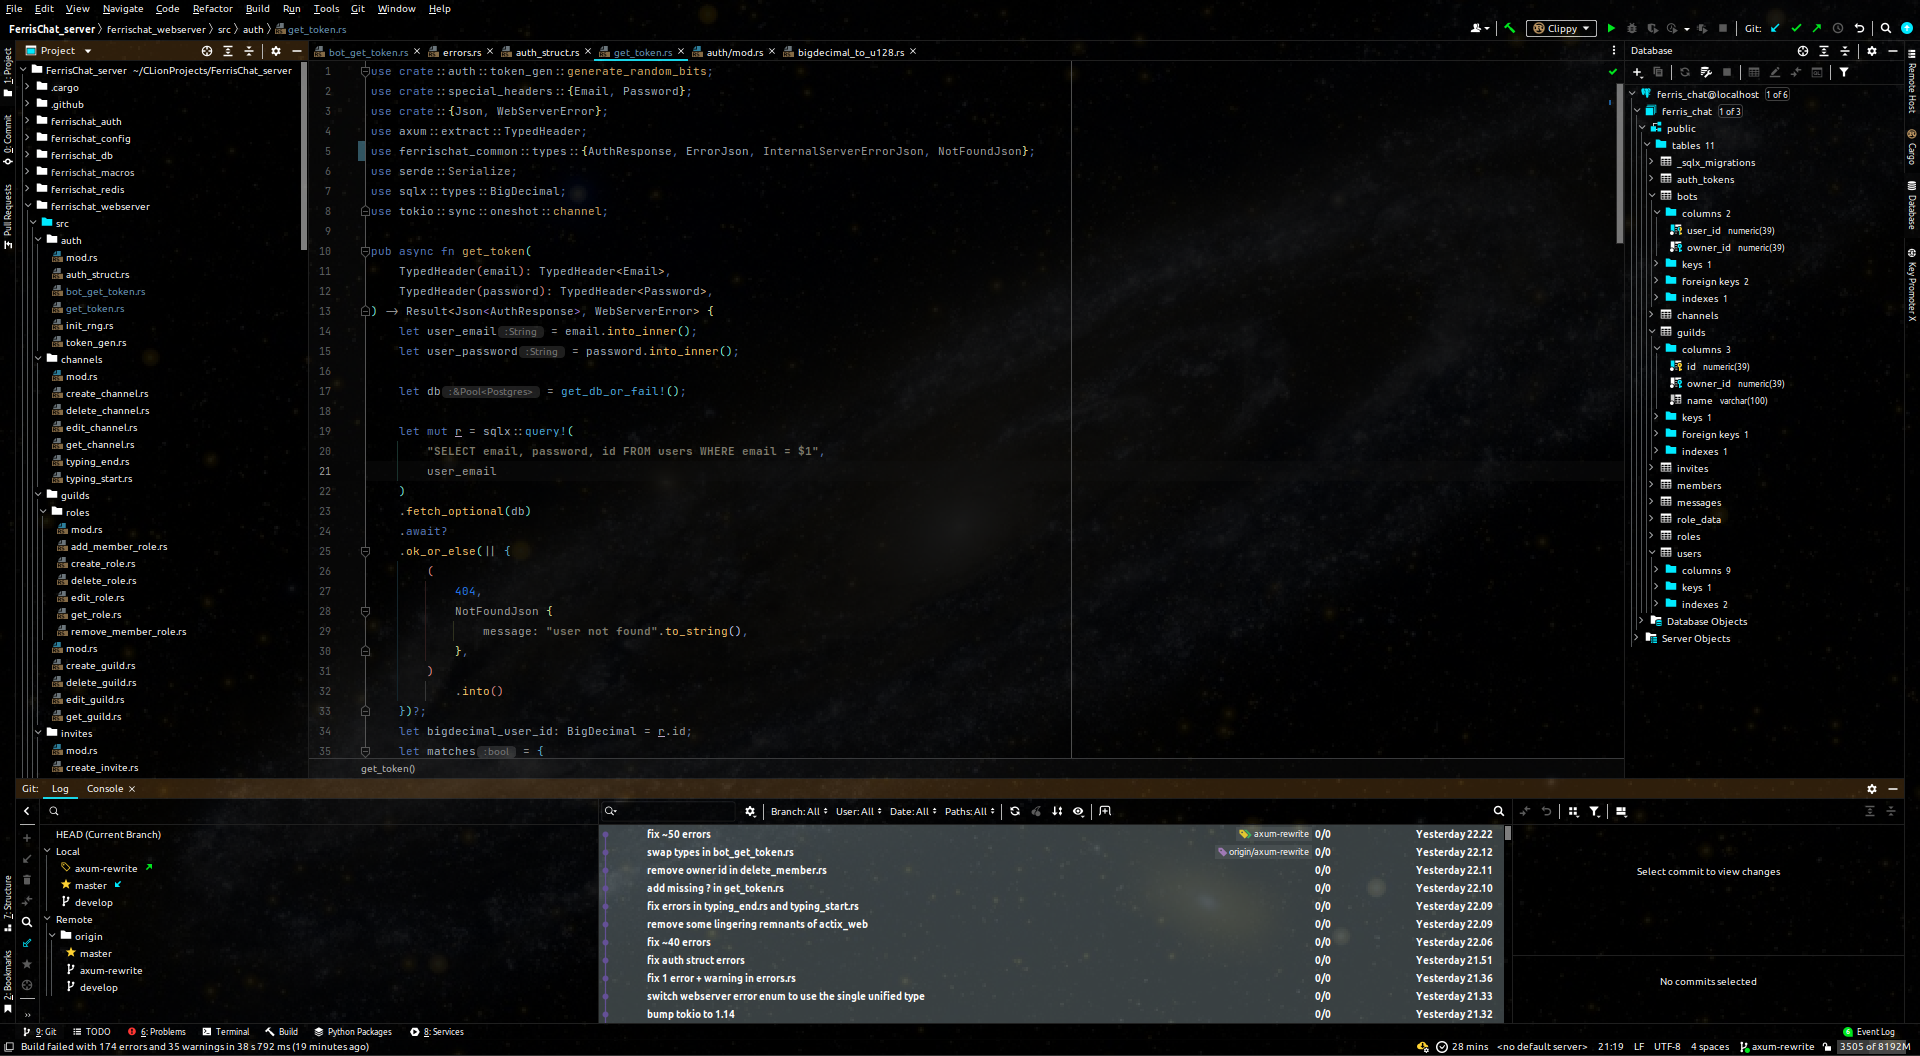 File Edit View Navigate Code Refactor Build Run Tools Git Window Help
FerrisChat_server ferrischat_webserver src auth get_token.rs
Clippy Git:
Project
bot_get_token.rs errors.rs auth_struct.rs get_token.rs auth/mod.rs bigdecimal_to_u128.rs
Database
1: Project
0: Commit
Pull Requests
7: Structure
2: Bookmarks
FerrisChat_server ~/CLionProjects/FerrisChat_server
.cargo
.github
ferrischat_auth
ferrischat_config
ferrischat_db
ferrischat_macros
ferrischat_redis
ferrischat_webserver
src
auth
mod.rs
auth_struct.rs
bot_get_token.rs
get_token.rs
init_rng.rs
token_gen.rs
channels
mod.rs
create_channel.rs
delete_channel.rs
edit_channel.rs
get_channel.rs
typing_end.rs
typing_start.rs
guilds
roles
mod.rs
add_member_role.rs
create_role.rs
delete_role.rs
edit_role.rs
get_role.rs
remove_member_role.rs
mod.rs
create_guild.rs
delete_guild.rs
edit_guild.rs
get_guild.rs
invites
mod.rs
create_invite.rs
1 use crate::auth::token_gen::generate_random_bits;
2 use crate::special_headers::{Email, Password};
3 use crate::{Json, WebServerError};
4 use axum::extract::TypedHeader;
5 use ferrischat_common::types::{AuthResponse, ErrorJson, InternalServerErrorJson, NotFoundJson};
6 use serde::Serialize;
7 use sqlx::types::BigDecimal;
8 use tokio::sync::oneshot::channel;
9
10 pub async fn get_token(
11 TypedHeader(email): TypedHeader<Email>,
12 TypedHeader(password): TypedHeader<Password>,
13 ) -> Result<Json<AuthResponse>, WebServerError> {
14 let user_email :String = email.into_inner();
15 let user_password :String = password.into_inner();
16
17 let db :&Pool<Postgres> = get_db_or_fail!();
18
19 let mut r = sqlx::query!(
20 "SELECT email, password, id FROM users WHERE email = $1",
21 user_email
22 )
23 .fetch_optional(db)
24 .await?
25 .ok_or_else(|| {
26 (
27 404,
28 NotFoundJson {
29 message: "user not found".to_string(),
30 },
31 )
32 .into()
33 })?;
34 let bigdecimal_user_id: BigDecimal = r.id;
35 let matches :bool = {
get_token()
ferris_chat@localhost 1 of 6
ferris_chat 1 of 3
public
tables 11
_sqlx_migrations
auth_tokens
bots
columns 2
user_id numeric(39)
owner_id numeric(39)
keys 1
foreign keys 2
indexes 1
channels
guilds
columns 3
id numeric(39)
owner_id numeric(39)
name varchar(100)
keys 1
foreign keys 1
indexes 1
invites
members
messages
role_data
roles
users
columns 9
keys 1
indexes 2
Database Objects
Server Objects
Remote Host
Cargo
Database
Key Promoter X
Git: Log Console
Branch: All User: All Date: All Paths: All
HEAD (Current Branch)
Local
axum-rewrite
master
develop
Remote
origin
master
axum-rewrite
develop
fix ~50 errors axum-rewrite 0/0 Yesterday 22.22
swap types in bot_get_token.rs origin/axum-rewrite 0/0 Yesterday 22.12
remove owner id in delete_member.rs 0/0 Yesterday 22.11
add missing ? in get_token.rs 0/0 Yesterday 22.10
fix errors in typing_end.rs and typing_start.rs 0/0 Yesterday 22.09
remove some lingering remnants of actix_web 0/0 Yesterday 22.09
fix ~40 errors 0/0 Yesterday 22.06
fix auth struct errors 0/0 Yesterday 21.51
fix 1 error + warning in errors.rs 0/0 Yesterday 21.36
switch webserver error enum to use the single unified type 0/0 Yesterday 21.33
bump tokio to 1.14 0/0 Yesterday 21.32
Select commit to view changes
No commits selected
9: Git TODO 6: Problems Terminal Build Python Packages 8: Services Event Log
Build failed with 174 errors and 35 warnings in 38 s 792 ms (19 minutes ago) 28 mins <no default server> 21:19 LF UTF-8 4 spaces axum-rewrite 3505 of 8192M